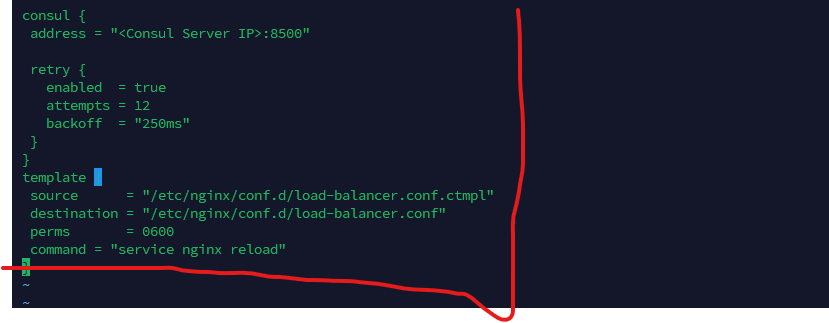 consul {
 address = "<Consul Server IP>:8500"

 retry {
   enabled  = true
   attempts = 12
   backoff  = "250ms"
 }
}
template {
 source      = "/etc/nginx/conf.d/load-balancer.conf.ctmpl"
 destination = "/etc/nginx/conf.d/load-balancer.conf"
 perms       = 0600
 command = "service nginx reload"
}
~
~